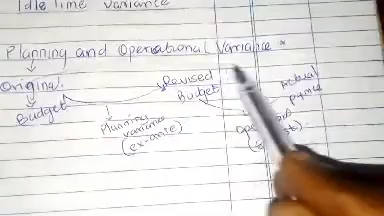 Idle time variance
Planning and Operational Variance *
Original
Budget
Revised
Budget
Actual
Planning
variance
(ex-ante)